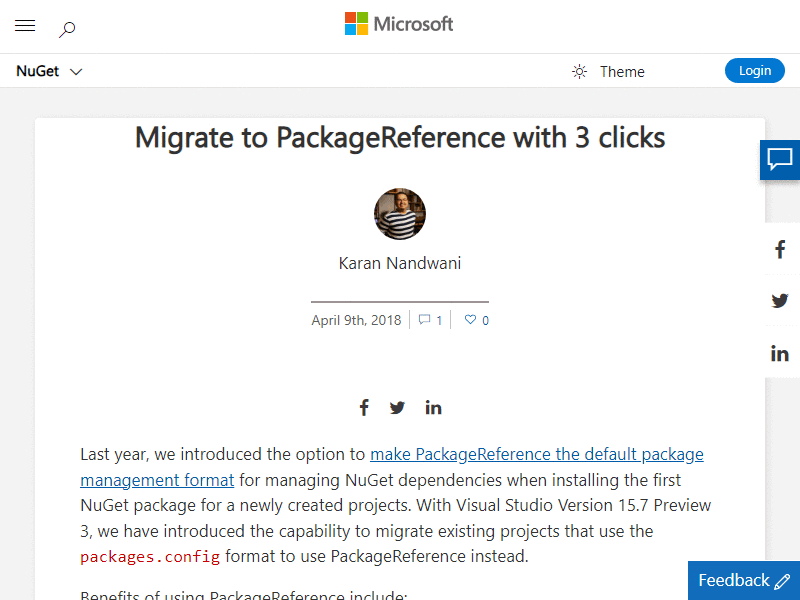 Microsoft
NuGet
Theme
Login
Migrate to PackageReference with 3 clicks
Karan Nandwani
April 9th, 2018
1
0
Last year, we introduced the option to make PackageReference the default package
management format for managing NuGet dependencies when installing the first
NuGet package for a newly created projects. With Visual Studio Version 15.7 Preview
3, we have introduced the capability to migrate existing projects that use the
packages.config format to use PackageReference instead.
Benefits of using PackageReference include:
Feedback